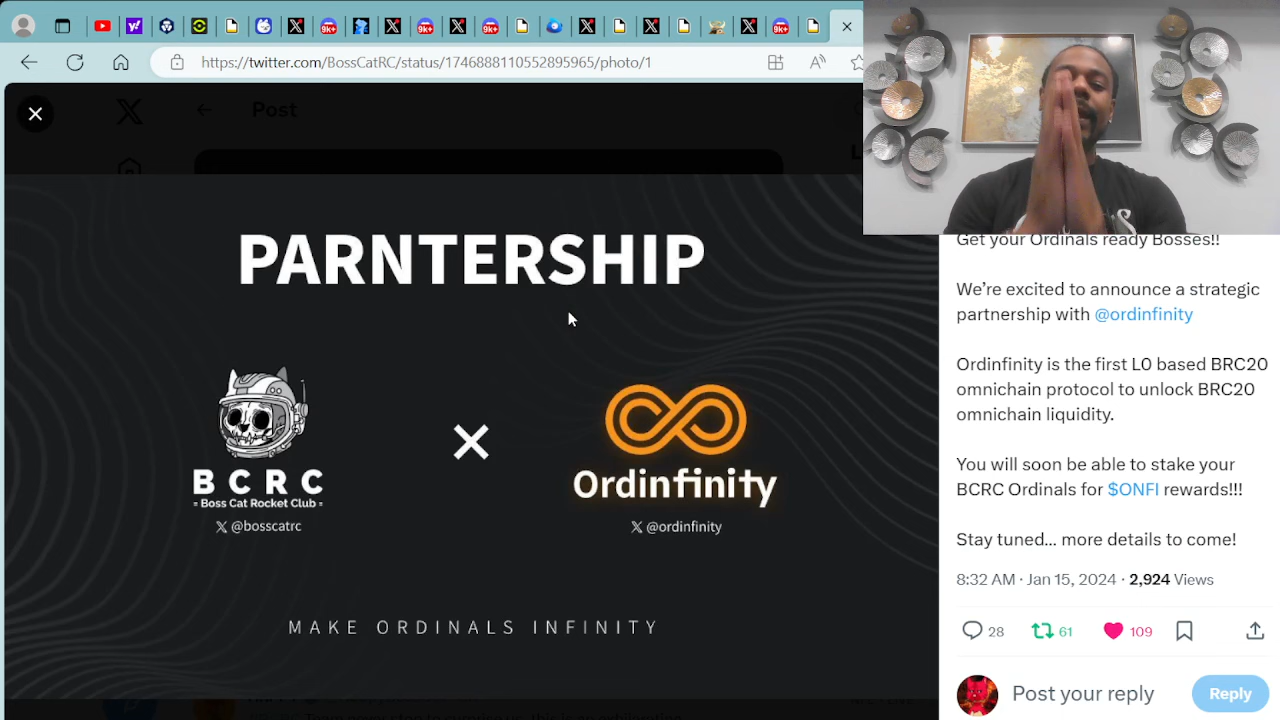 9k+
9k+
9k+
9k+
https://twitter.com/BossCatRC/status/1746888110552895965/photo/1
Post
PARNTERSHIP
BCRC
Boss Cat Rocket Club
@bosscatrc
Ordinfinity
@ordinfinity
MAKE ORDINALS INFINITY
Get your Ordinals ready Bosses!!
We’re excited to announce a strategic
partnership with @ordinfinity
Ordinfinity is the first L0 based BRC20
omnichain protocol to unlock BRC20
omnichain liquidity.
You will soon be able to stake your
BCRC Ordinals for $ONFI rewards!!!
Stay tuned... more details to come!
8:32 AM · Jan 15, 2024 · 2,924 Views
28
61
109
Post your reply
Reply